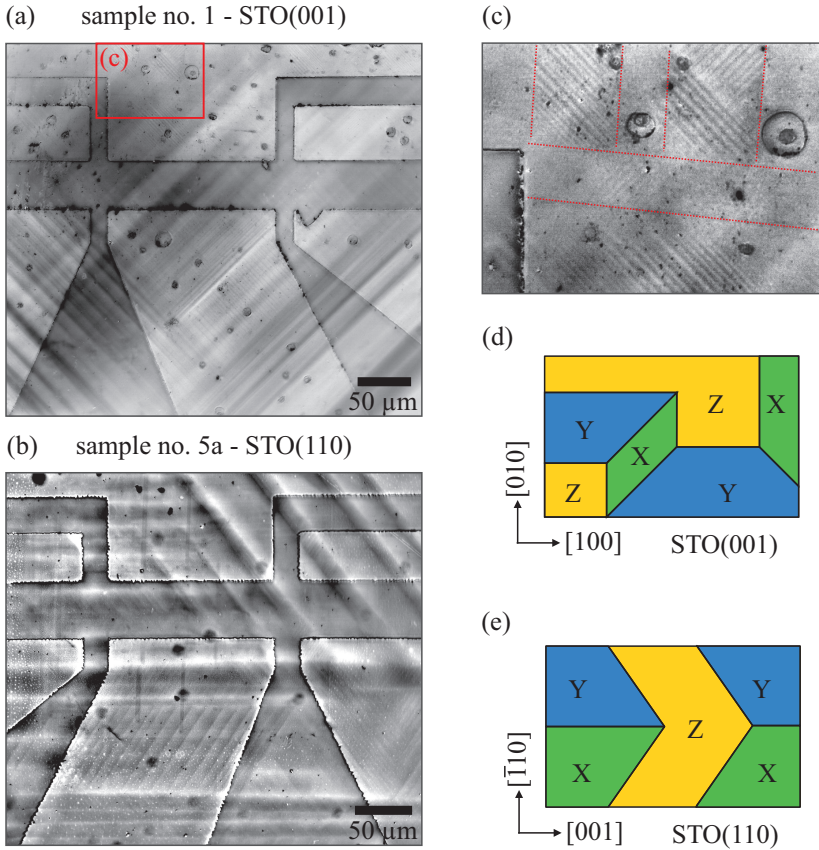 (a) sample no. 1 - STO(001)
(c)
50 µm
(b) sample no. 5a - STO(110)
50 µm
(c)
(d)
Z
X
Y
X
Z
Y
[010]
[100] STO(001)
(e)
Y
Y
Z
X
X
[1̄10]
[001] STO(110)